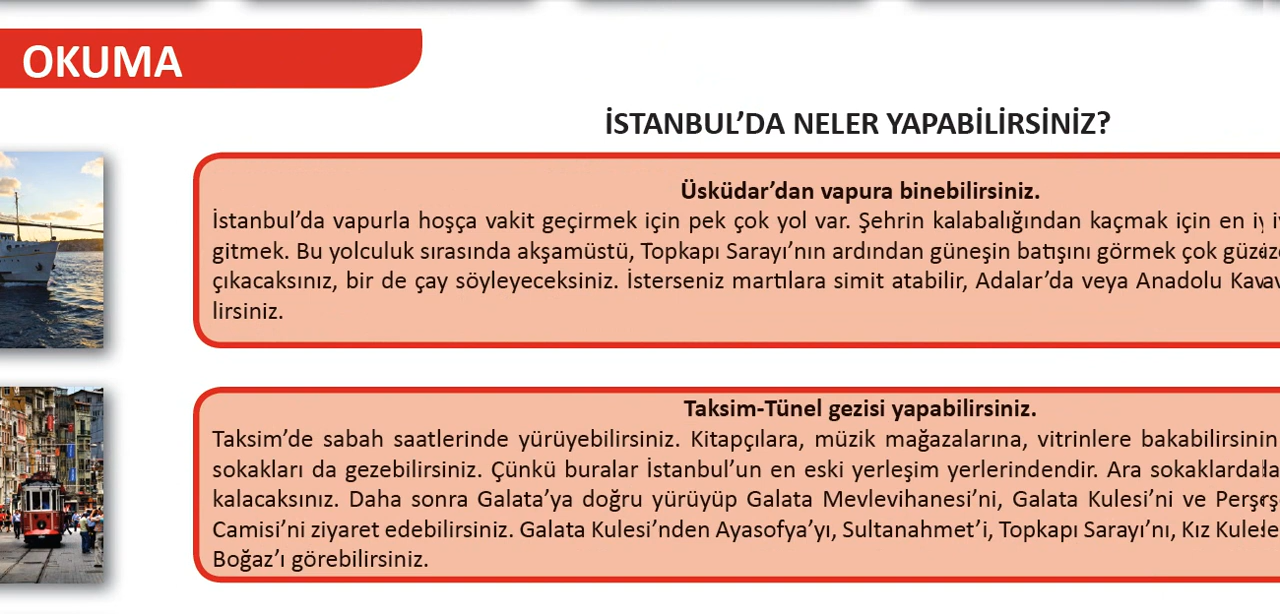 OKUMA
İSTANBUL’DA NELER YAPABİLİRSİNİZ?
Üsküdar’dan vapura binebilirsiniz.
İstanbul’da vapurla hoşça vakit geçirmek için pek çok yol var. Şehrin kalabalığından kaçmak için en
gitmek. Bu yolculuk sırasında akşamüstü, Topkapı Sarayı’nın ardından güneşin batışını görmek çok
çıkacaksınız, bir de çay söyleyeceksiniz. İsterseniz martılara simit atabilir, Adalar’da veya Anadolu
lirsiniz.
Taksim-Tünel gezisi yapabilirsiniz.
Taksim’de sabah saatlerinde yürüyebilirsiniz. Kitapçılara, müzik mağazalarına, vitrinlere
sokakları da gezebilirsiniz. Çünkü buralar İstanbul’un en eski yerleşim yerlerindendir. Ara
kalacaksınız. Daha sonra Galata’ya doğru yürüyüp Galata Mevlevihanesi’ni, Galata Kulesi’ni ve
Camisi’ni ziyaret edebilirsiniz. Galata Kulesi’nden Ayasofya’yı, Sultanahmet’i, Topkapı Sarayı’nı, Kız
Boğaz’ı görebilirsiniz.